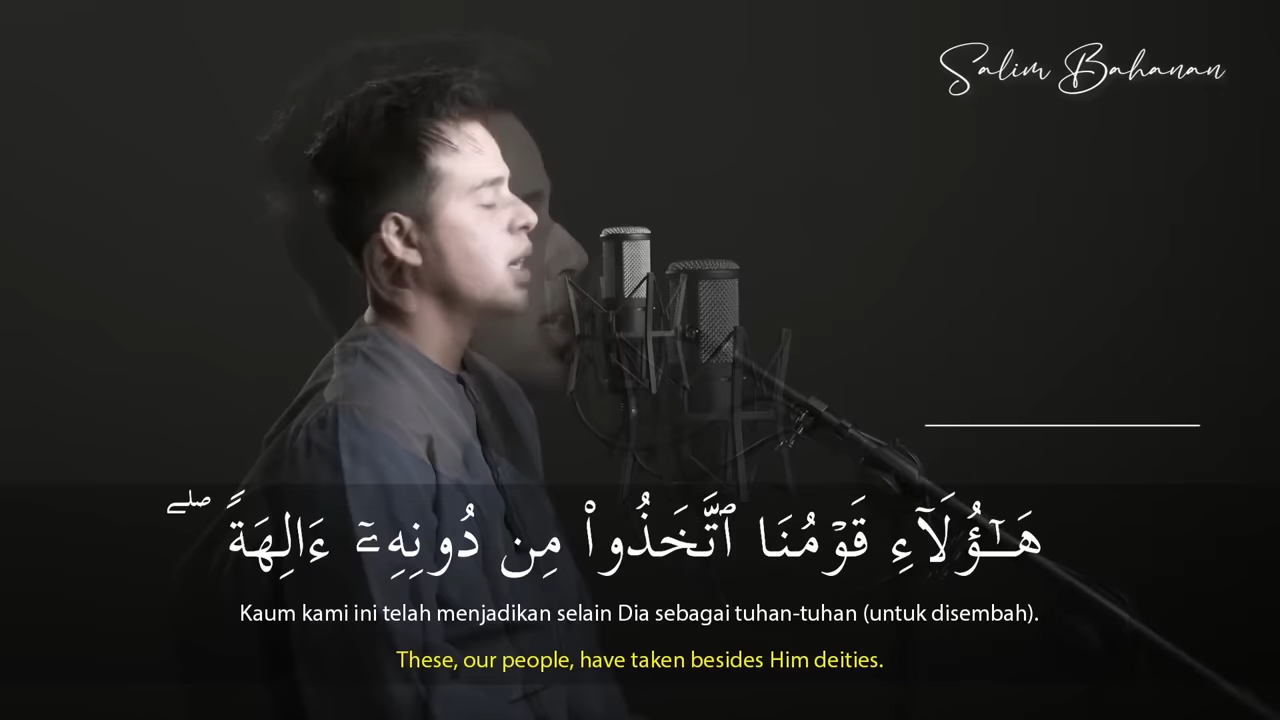 Salim Bahanan
هَـٰٓؤُلَآءِ قَوْمُنَا ٱتَّخَذُوا۟ مِن دُونِهِۦٓ ءَالِهَةً ۖ
Kaum kami ini telah menjadikan selain Dia sebagai tuhan-tuhan (untuk disembah).
These, our people, have taken besides Him deities.